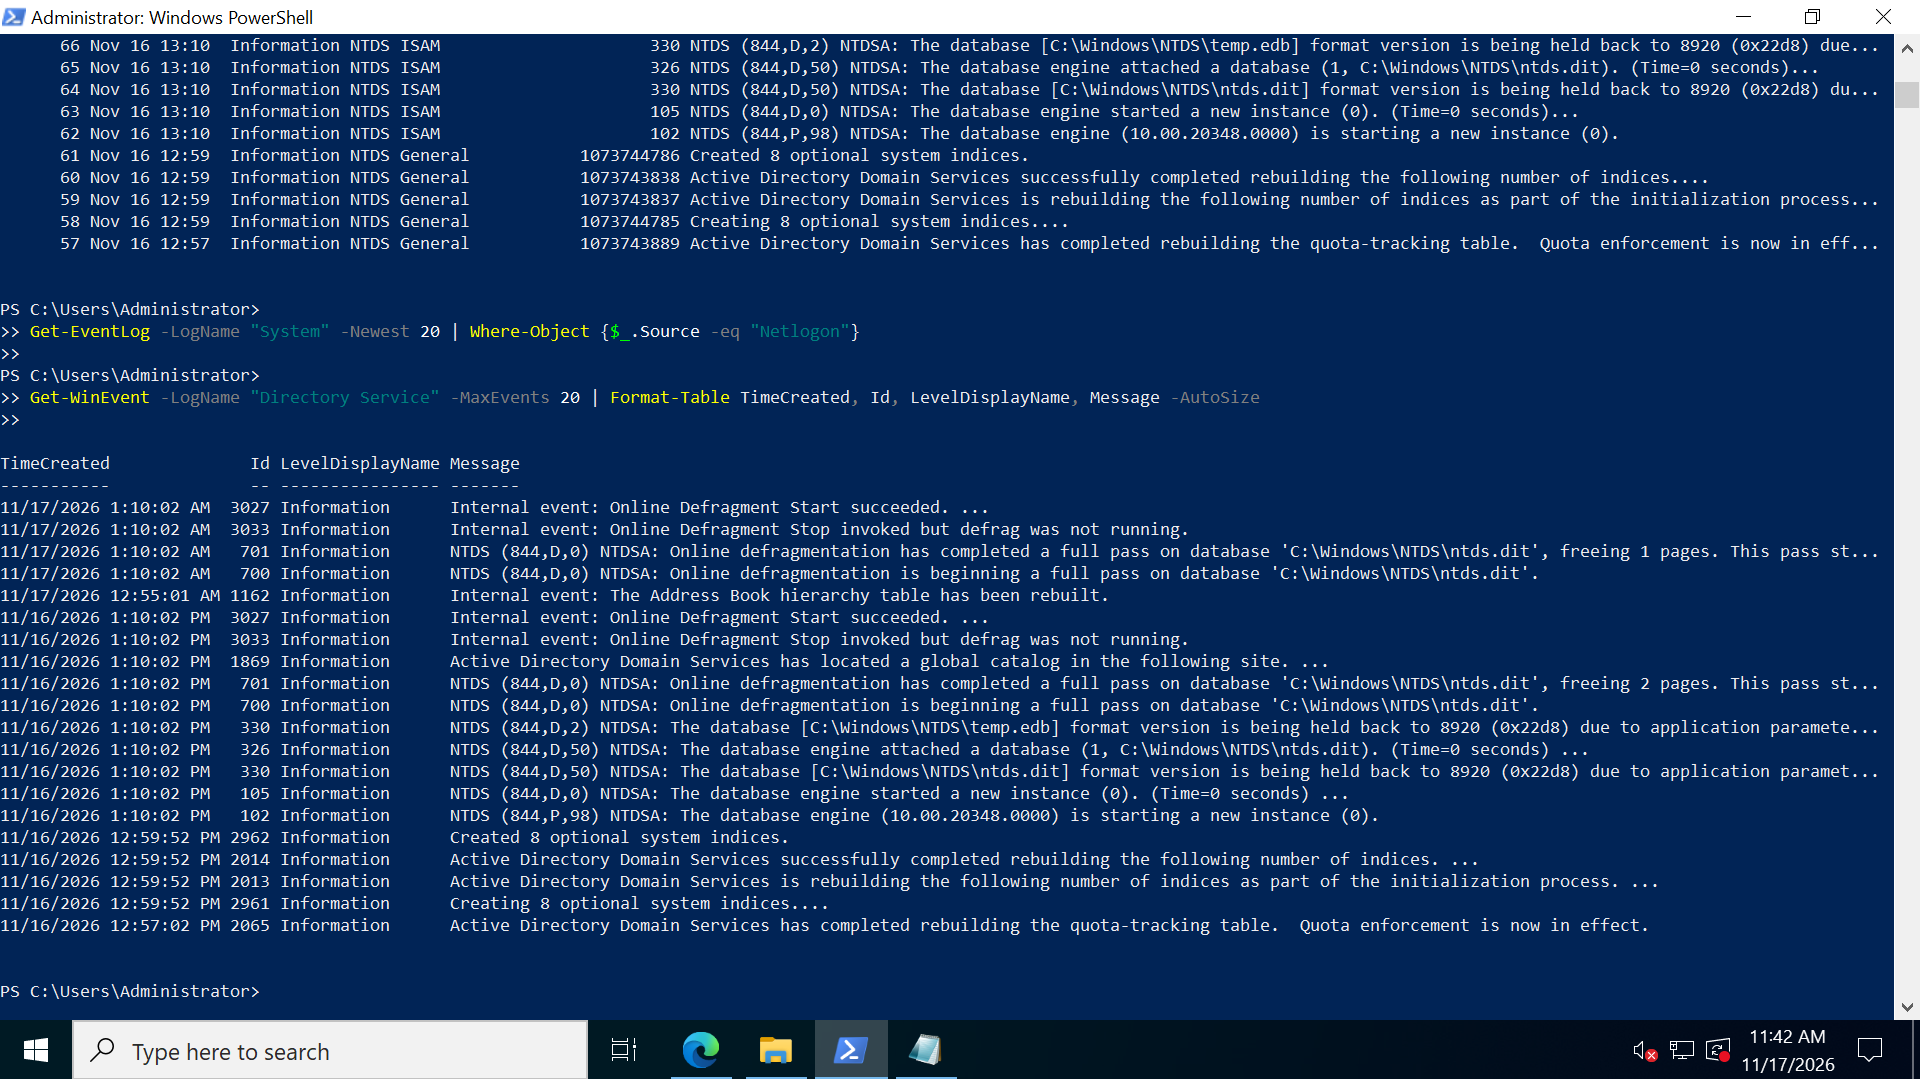 Administrator: Windows PowerShell
66 Nov 16 13:10  Information NTDS ISAM                     330 NTDS (844,D,2) NTDSA: The database [C:\Windows\NTDS\temp.edb] format version is being held back to 8920 (0x22d8) due...
65 Nov 16 13:10  Information NTDS ISAM                     326 NTDS (844,D,50) NTDSA: The database engine attached a database (1, C:\Windows\NTDS\ntds.dit). (Time=0 seconds)...
64 Nov 16 13:10  Information NTDS ISAM                     330 NTDS (844,D,50) NTDSA: The database [C:\Windows\NTDS\ntds.dit] format version is being held back to 8920 (0x22d8) du...
63 Nov 16 13:10  Information NTDS ISAM                     105 NTDS (844,D,0) NTDSA: The database engine started a new instance (0). (Time=0 seconds)...
62 Nov 16 13:10  Information NTDS ISAM                     102 NTDS (844,P,98) NTDSA: The database engine (10.00.20348.0000) is starting a new instance (0).
61 Nov 16 12:59  Information NTDS General           1073744786 Created 8 optional system indices.
60 Nov 16 12:59  Information NTDS General           1073743838 Active Directory Domain Services successfully completed rebuilding the following number of indices....
59 Nov 16 12:59  Information NTDS General           1073743837 Active Directory Domain Services is rebuilding the following number of indices as part of the initialization process...
58 Nov 16 12:59  Information NTDS General           1073744785 Creating 8 optional system indices....
57 Nov 16 12:57  Information NTDS General           1073743889 Active Directory Domain Services has completed rebuilding the quota-tracking table.  Quota enforcement is now in eff...
PS C:\Users\Administrator>
>> Get-EventLog -LogName "System" -Newest 20 | Where-Object {$_.Source -eq "Netlogon"}
>>
PS C:\Users\Administrator>
>> Get-WinEvent -LogName "Directory Service" -MaxEvents 20 | Format-Table TimeCreated, Id, LevelDisplayName, Message -AutoSize
>>
TimeCreated              Id LevelDisplayName Message
-----------              -- ---------------- -------
11/17/2026 1:10:02 AM  3027 Information      Internal event: Online Defragment Start succeeded. ...
11/17/2026 1:10:02 AM  3033 Information      Internal event: Online Defragment Stop invoked but defrag was not running.
11/17/2026 1:10:02 AM   701 Information      NTDS (844,D,0) NTDSA: Online defragmentation has completed a full pass on database 'C:\Windows\NTDS\ntds.dit', freeing 1 pages. This pass st...
11/17/2026 1:10:02 AM   700 Information      NTDS (844,D,0) NTDSA: Online defragmentation is beginning a full pass on database 'C:\Windows\NTDS\ntds.dit'.
11/17/2026 12:55:01 AM 1162 Information      Internal event: The Address Book hierarchy table has been rebuilt.
11/16/2026 1:10:02 PM  3027 Information      Internal event: Online Defragment Start succeeded. ...
11/16/2026 1:10:02 PM  3033 Information      Internal event: Online Defragment Stop invoked but defrag was not running.
11/16/2026 1:10:02 PM  1869 Information      Active Directory Domain Services has located a global catalog in the following site. ...
11/16/2026 1:10:02 PM   701 Information      NTDS (844,D,0) NTDSA: Online defragmentation has completed a full pass on database 'C:\Windows\NTDS\ntds.dit', freeing 2 pages. This pass st...
11/16/2026 1:10:02 PM   700 Information      NTDS (844,D,0) NTDSA: Online defragmentation is beginning a full pass on database 'C:\Windows\NTDS\ntds.dit'.
11/16/2026 1:10:02 PM   330 Information      NTDS (844,D,2) NTDSA: The database [C:\Windows\NTDS\temp.edb] format version is being held back to 8920 (0x22d8) due to application paramete...
11/16/2026 1:10:02 PM   326 Information      NTDS (844,D,50) NTDSA: The database engine attached a database (1, C:\Windows\NTDS\ntds.dit). (Time=0 seconds) ...
11/16/2026 1:10:02 PM   330 Information      NTDS (844,D,50) NTDSA: The database [C:\Windows\NTDS\ntds.dit] format version is being held back to 8920 (0x22d8) due to application paramet...
11/16/2026 1:10:02 PM   105 Information      NTDS (844,D,0) NTDSA: The database engine started a new instance (0). (Time=0 seconds) ...
11/16/2026 1:10:02 PM   102 Information      NTDS (844,P,98) NTDSA: The database engine (10.00.20348.0000) is starting a new instance (0).
11/16/2026 12:59:52 PM 2962 Information      Created 8 optional system indices.
11/16/2026 12:59:52 PM 2014 Information      Active Directory Domain Services successfully completed rebuilding the following number of indices. ...
11/16/2026 12:59:52 PM 2013 Information      Active Directory Domain Services is rebuilding the following number of indices as part of the initialization process. ...
11/16/2026 12:59:52 PM 2961 Information      Creating 8 optional system indices....
11/16/2026 12:57:02 PM 2065 Information      Active Directory Domain Services has completed rebuilding the quota-tracking table.  Quota enforcement is now in effect.
PS C:\Users\Administrator>
Type here to search
11:42 AM
11/17/2026